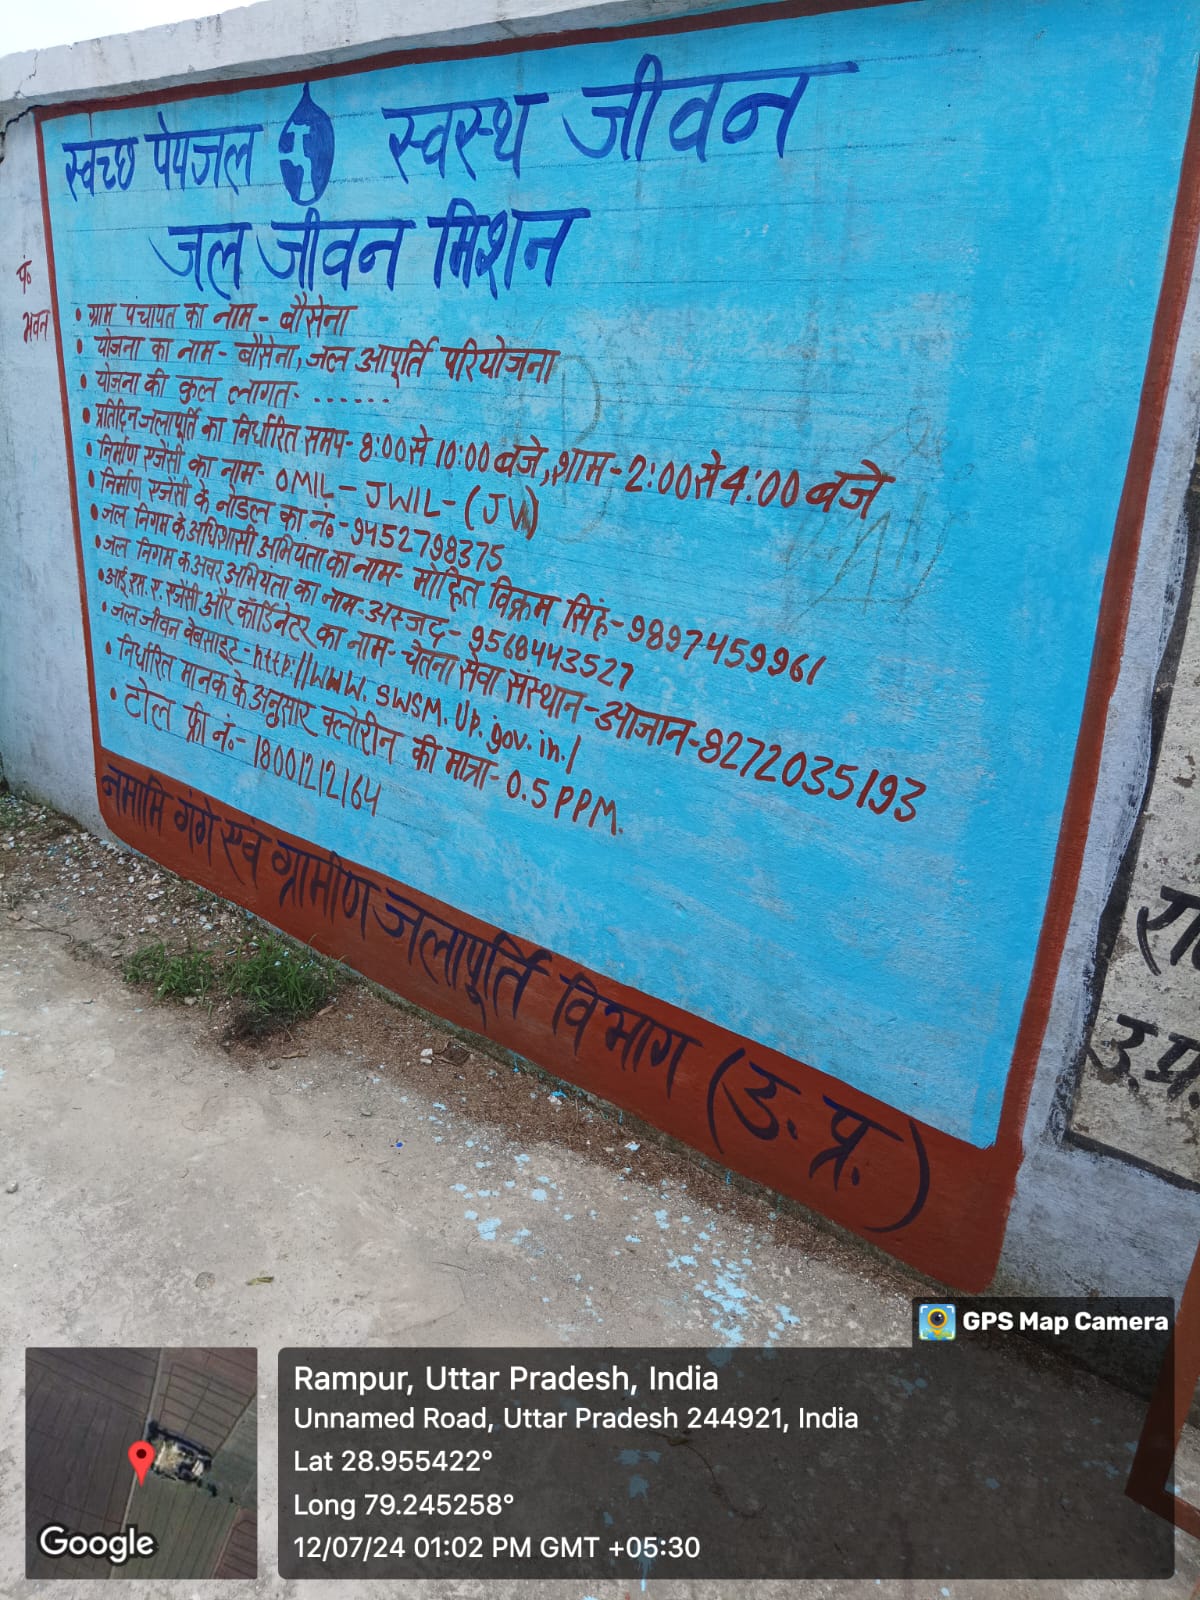 स्वच्छ पेयजल स्वस्थ जीवन
जल जीवन मिशन
• ग्राम पंचायत का नाम - बौसेना
• योजना का नाम - बौसेना, जल आपूर्ति परियोजना
• योजना की कुल लागत- ......
• प्रतिदिन जलापूर्ति का निर्धारित समय- 8:00 से 10:00 बजे, शाम - 2:00 से 4:00 बजे
• निर्माण एजेंसी का नाम- OMIL - JWIL - (JV)
• निर्माण एजेंसी के नोडल का नं०- 9452798375
• जल निगम के अधिशासी अभियंता का नाम- मोहित विक्रम सिंह- 9897459961
• जल निगम के अवर अभियंता का नाम- अस्जद- 9568443527
• आई.एस.ए. एजेंसी और कॉर्डिनेटर का नाम- चेतना सेवा संस्थान- आजान- 8272035193
• जल जीवन वेबसाइट- http://www.swsm.up.gov.in./
• निर्धारित मानक के अनुसार क्लोरीन की मात्रा- 0.5 PPM.
• टोल फ्री नं०- 18001212164
नमामि गंगे एवं ग्रामीण जलापूर्ति विभाग (उ. प्र.)
पं०
भवन
उ.प्र.
GPS Map Camera
Google
Rampur, Uttar Pradesh, India
Unnamed Road, Uttar Pradesh 244921, India
Lat 28.955422°
Long 79.245258°
12/07/24 01:02 PM GMT +05:30